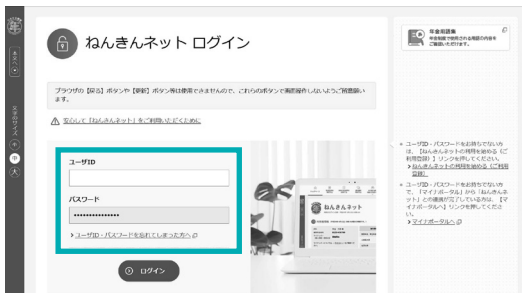 本文へ
文字のサイズ
小
中
大
ねんきんネット ログイン
ブラウザの【戻る】ボタンや【更新】ボタン等は使用できませんので、これらのボタンで画面操作しないようご留意願い
ます。
安心して「ねんきんネット」をご利用いただくために
ユーザID
パスワード
•••••••••••••••
ユーザID・パスワードを忘れてしまった方へ
ログイン
ねんきんネット
年金用語集
年金制度で使用される用語の内容を
ご覧いただけます。
ユーザID・パスワードをお持ちでない方
は、【ねんきんネットの利用を始める（ご
利用登録）】リンクを押してください。
ねんきんネットの利用を始める（ご利用
登録）
ユーザID・パスワードをお持ちでない方
で、「マイナポータル」から「ねんきんネ
ット」との連携が完了している方は、【マ
イナポータルへ】リンクを押してくださ
い。
マイナポータルへ